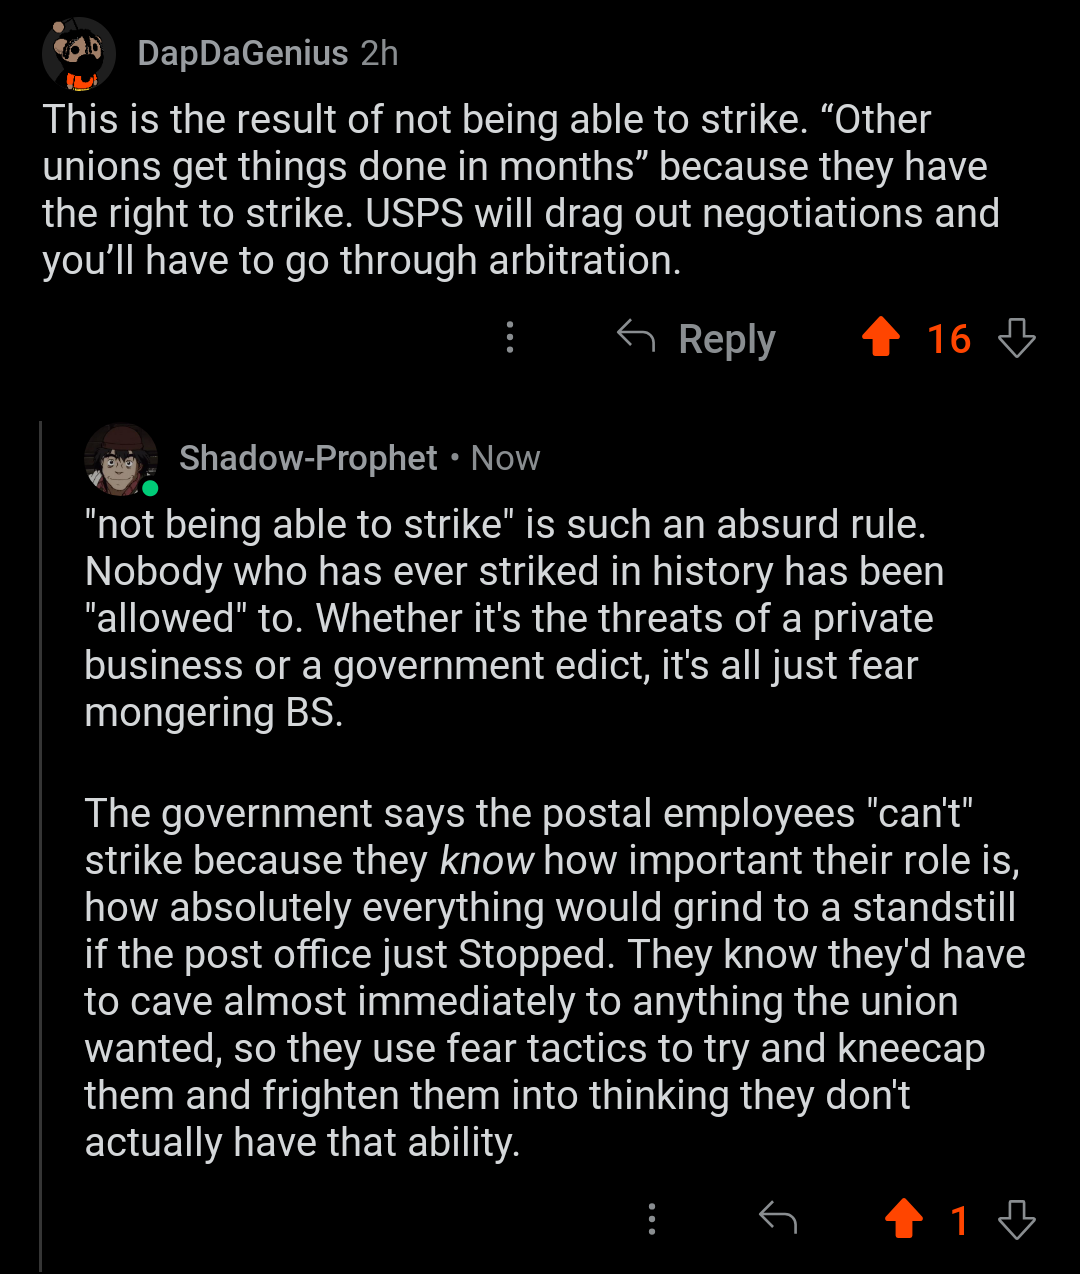 DapDaGenius 2h
This is the result of not being able to strike. “Other
unions get things done in months” because they have
the right to strike. USPS will drag out negotiations and
you’ll have to go through arbitration.
Reply 16
Shadow-Prophet • Now
"not being able to strike" is such an absurd rule.
Nobody who has ever striked in history has been
"allowed" to. Whether it's the threats of a private
business or a government edict, it's all just fear
mongering BS.
The government says the postal employees "can't"
strike because they know how important their role is,
how absolutely everything would grind to a standstill
if the post office just Stopped. They know they'd have
to cave almost immediately to anything the union
wanted, so they use fear tactics to try and kneecap
them and frighten them into thinking they don't
actually have that ability.
1